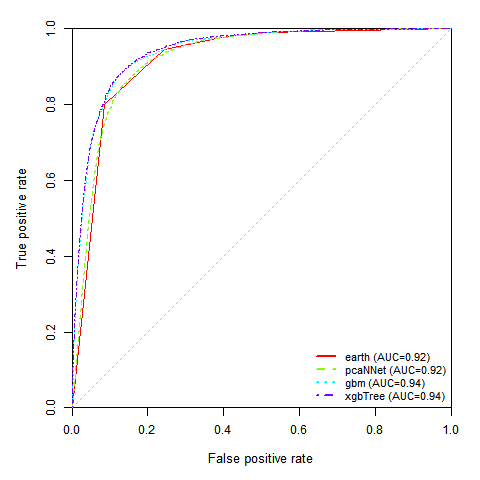 1.0
0.8
0.6
0.4
0.2
0.0
True positive rate
earth (AUC=0.92)
pcaNNet (AUC=0.92)
gbm (AUC=0.94)
xgbTree (AUC=0.94)
0.0 0.2 0.4 0.6 0.8 1.0
False positive rate